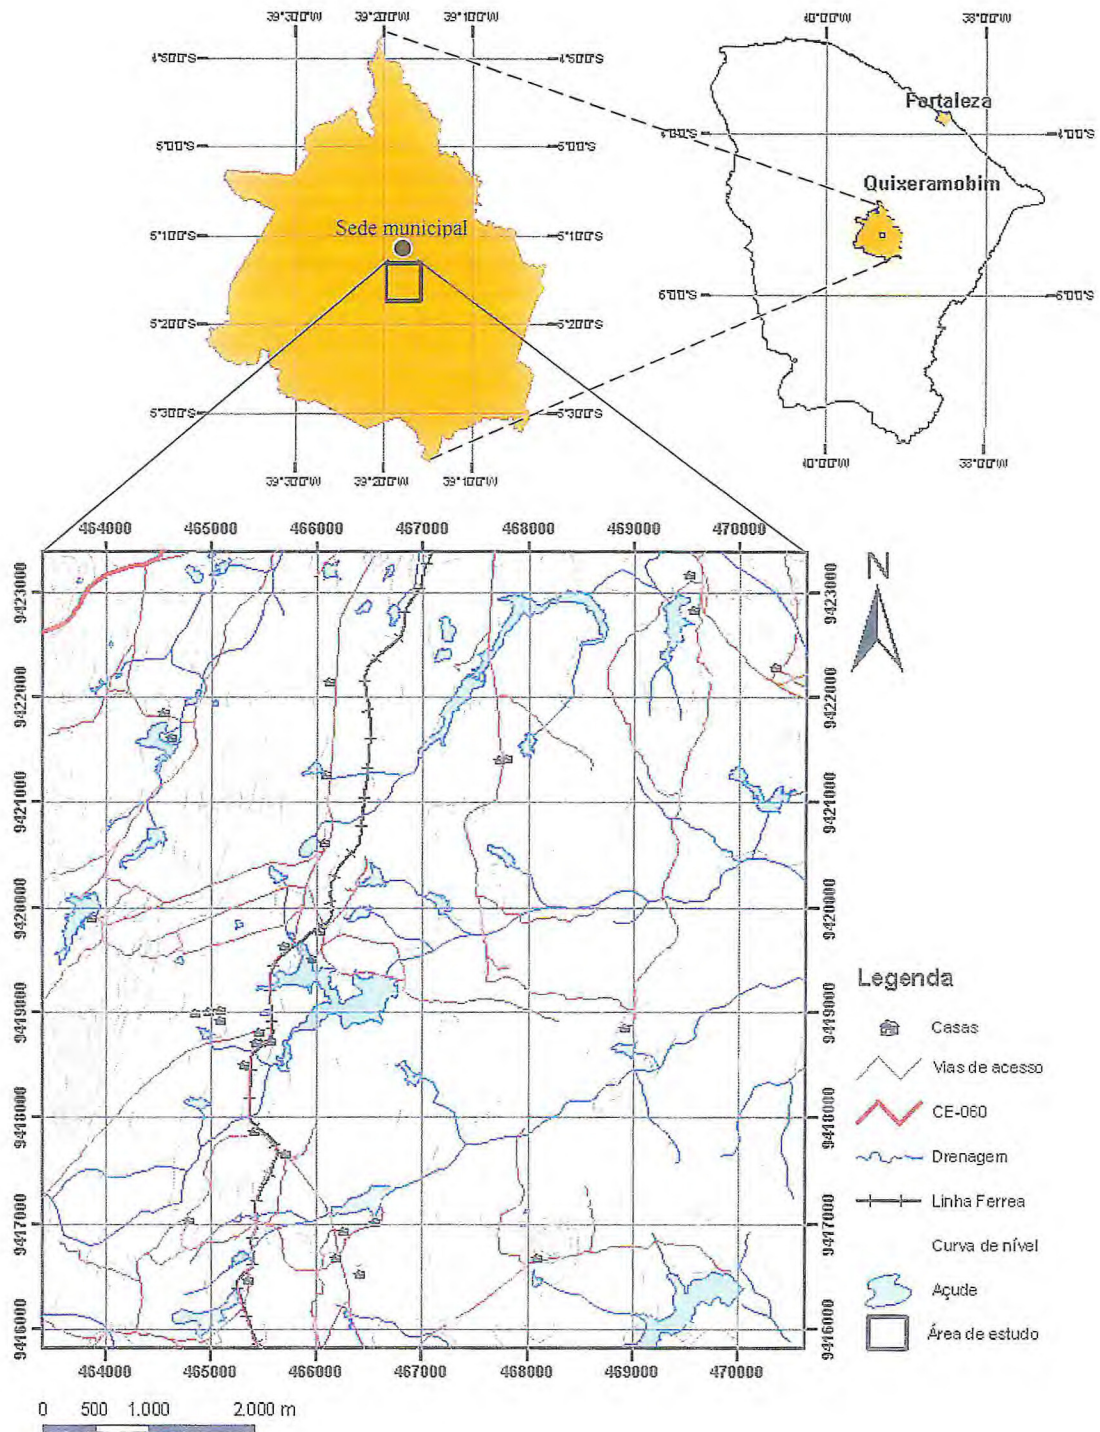 39°30'0"W 39°20'0"W 39°10'0"W
4°50'0"S 4°50'0"S
5°0'0"S 5°0'0"S
5°10'0"S 5°10'0"S
Sede municipal
5°20'0"S 5°20'0"S
5°30'0"S 5°30'0"S
39°30'0"W 39°20'0"W 39°10'0"W
40°0'0"W 38°0'0"W
Fortaleza
4°0'0"S 4°0'0"S
Quixeramobim
6°0'0"S 6°0'0"S
40°0'0"W 38°0'0"W
464000 465000 466000 467000 468000 469000 470000
9423000 9423000
9422000 9422000
9421000 9421000
9420000 9420000
9419000 9419000
9418000 9418000
9417000 9417000
9416000 9416000
464000 465000 466000 467000 468000 469000 470000
0 500 1.000 2.000 m
N
Legenda
Casas
Vias de acesso
CE-060
Drenagem
Linha Ferrea
Curva de nível
Açude
Área de estudo